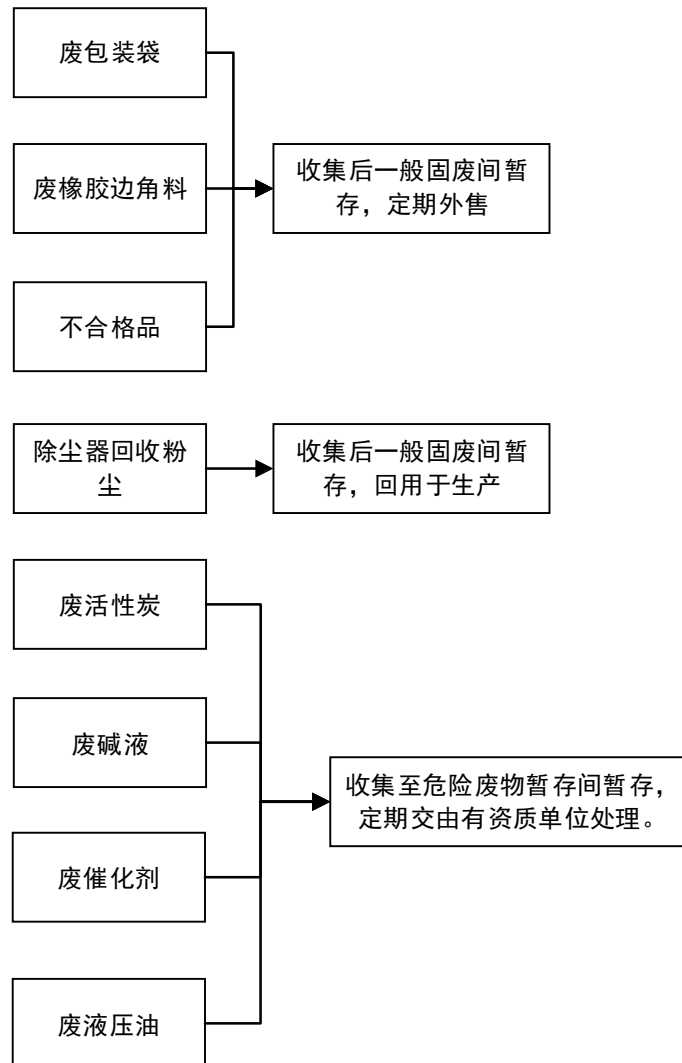 废包装袋
废橡胶边角料
收集后一般固废间暂
存，定期外售
不合格品
除尘器回收粉
尘
收集后一般固废间暂
存，回用于生产
废活性炭
废碱液
收集至危险废物暂存间暂存，
定期交由有资质单位处理。
废催化剂
废液压油